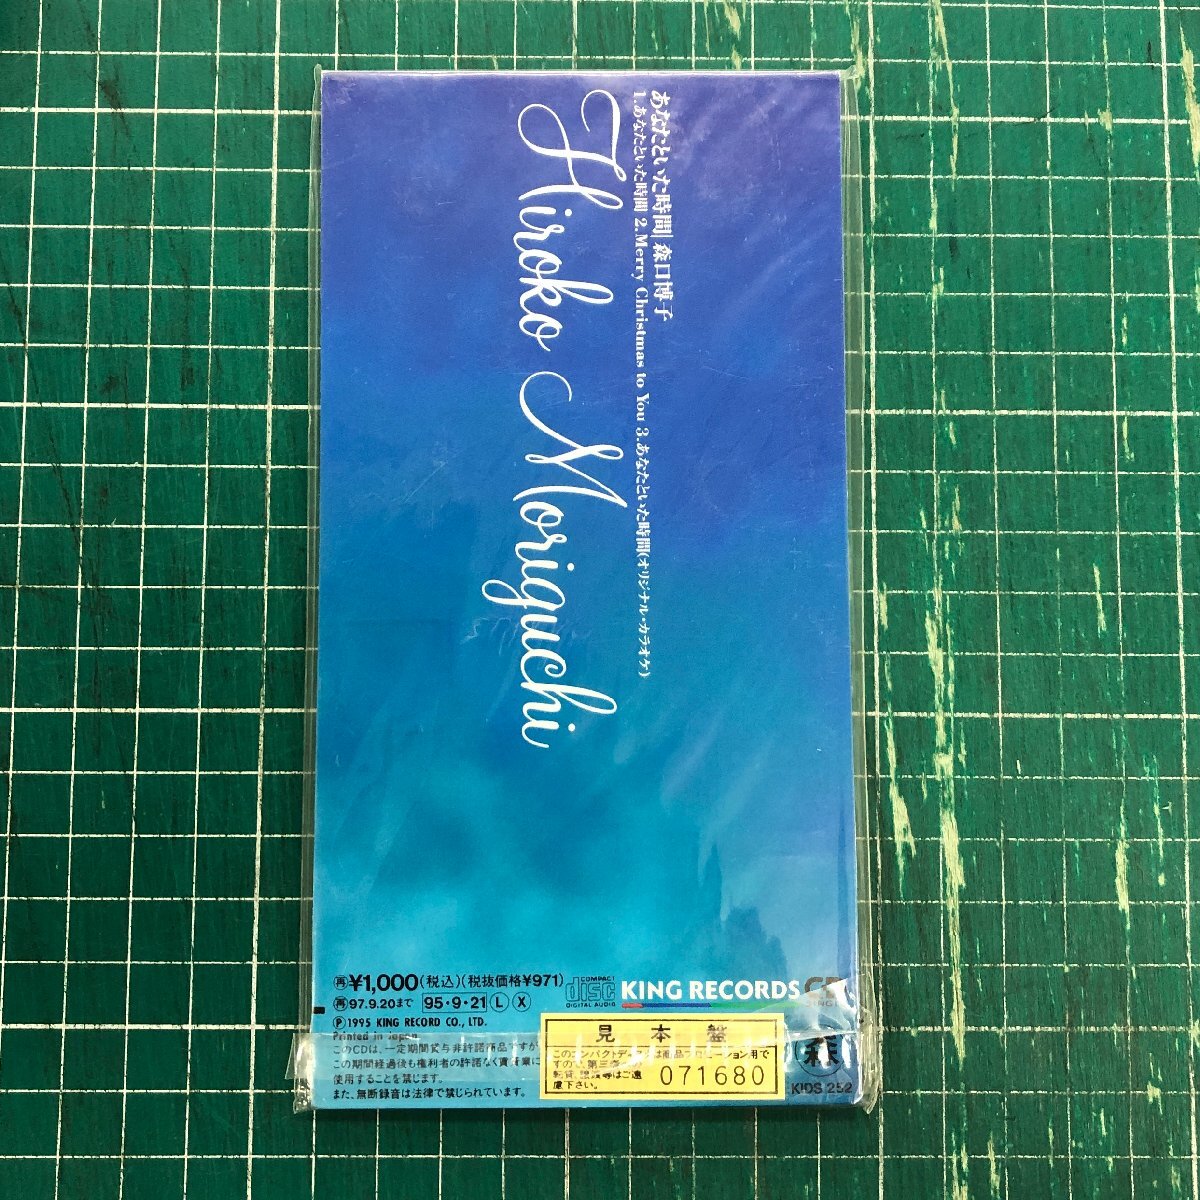 あなたといた時間 森口博子
1.あなたといた時間 2.Merry Christmas to You 3.あなたといた時間(オリジナル・カラオケ)
Hiroko Moriguchi
再¥1,000(税込)(税抜価格¥971)
再97.9.20まで 95・9・21 L X
COMPACT
disc
DIGITAL AUDIO
KING RECORDS
Ⓟ1995 KING RECORD CO., LTD.
Printed in Japan
このCDは、一定期間貸与非許諾商品ですが
この期間経過後も権利者の許諾なく賃貸業に
使用することを禁じます。
また、無断録音は法律で禁じられています。
見本盤
071680
森
KIDS 252